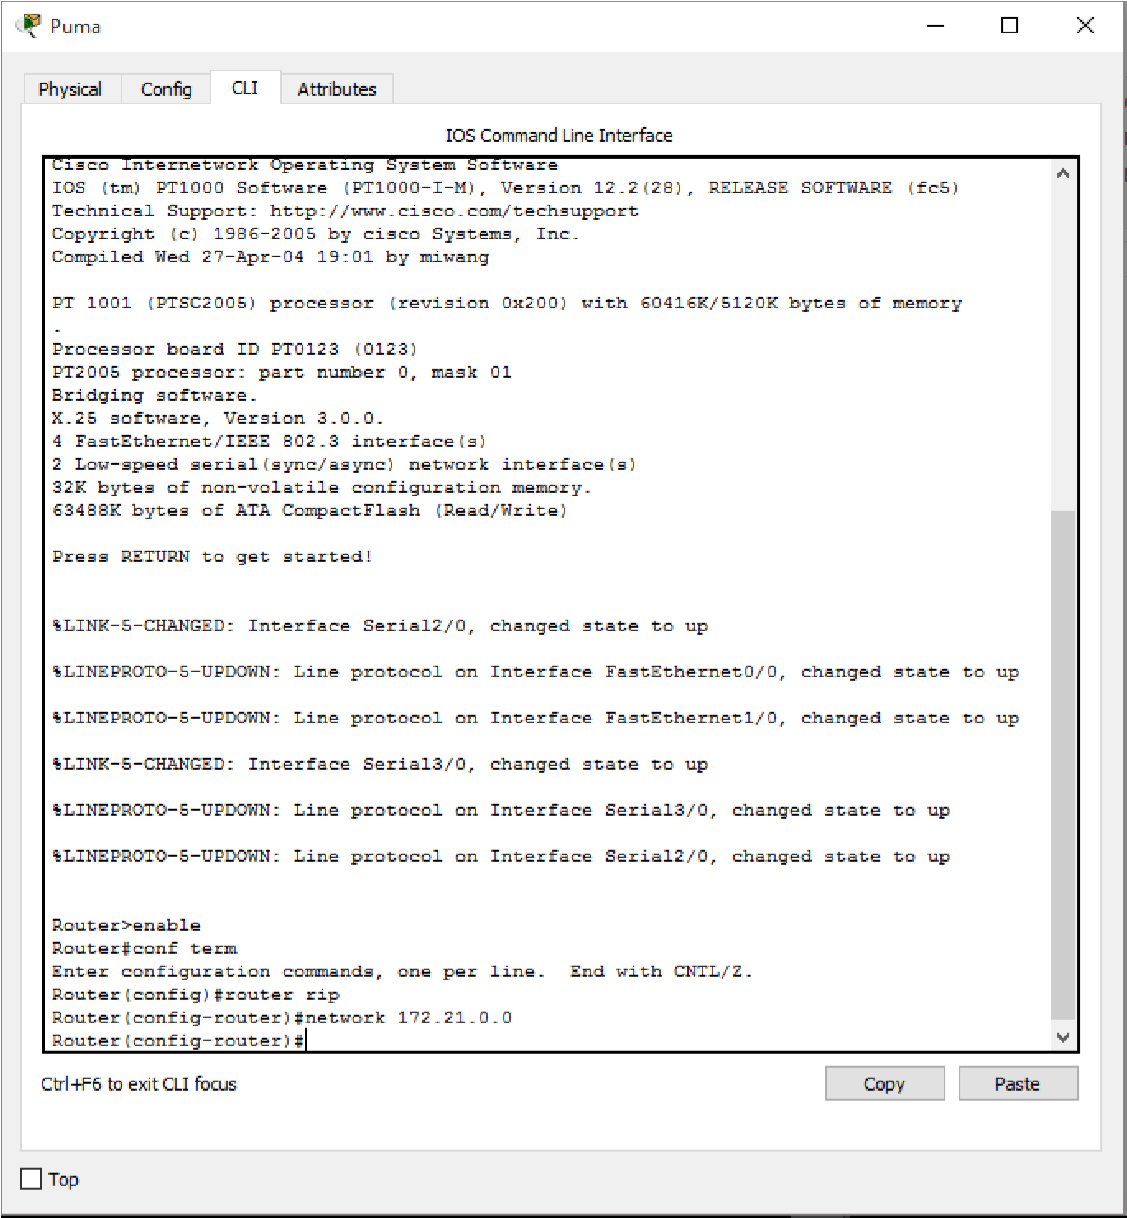 Puma
Physical Config CLI Attributes
IOS Command Line Interface
Cisco Internetwork Operating System Software
IOS (tm) PT1000 Software (PT1000-I-M), Version 12.2(28), RELEASE SOFTWARE (fc5)
Technical Support: http://www.cisco.com/techsupport
Copyright (c) 1986-2005 by cisco Systems, Inc.
Compiled Wed 27-Apr-04 19:01 by miwang
PT 1001 (PTSC2005) processor (revision 0x200) with 60416K/5120K bytes of memory
.
Processor board ID PT0123 (0123)
PT2005 processor: part number 0, mask 01
Bridging software.
X.25 software, Version 3.0.0.
4 FastEthernet/IEEE 802.3 interface(s)
2 Low-speed serial(sync/async) network interface(s)
32K bytes of non-volatile configuration memory.
63488K bytes of ATA CompactFlash (Read/Write)
Press RETURN to get started!
%LINK-5-CHANGED: Interface Serial2/0, changed state to up
%LINEPROTO-5-UPDOWN: Line protocol on Interface FastEthernet0/0, changed state to up
%LINEPROTO-5-UPDOWN: Line protocol on Interface FastEthernet1/0, changed state to up
%LINK-5-CHANGED: Interface Serial3/0, changed state to up
%LINEPROTO-5-UPDOWN: Line protocol on Interface Serial3/0, changed state to up
%LINEPROTO-5-UPDOWN: Line protocol on Interface Serial2/0, changed state to up
Router>enable
Router#conf term
Enter configuration commands, one per line.  End with CNTL/Z.
Router(config)#router rip
Router(config-router)#network 172.21.0.0
Router(config-router)#
Ctrl+F6 to exit CLI focus
Copy Paste
Top